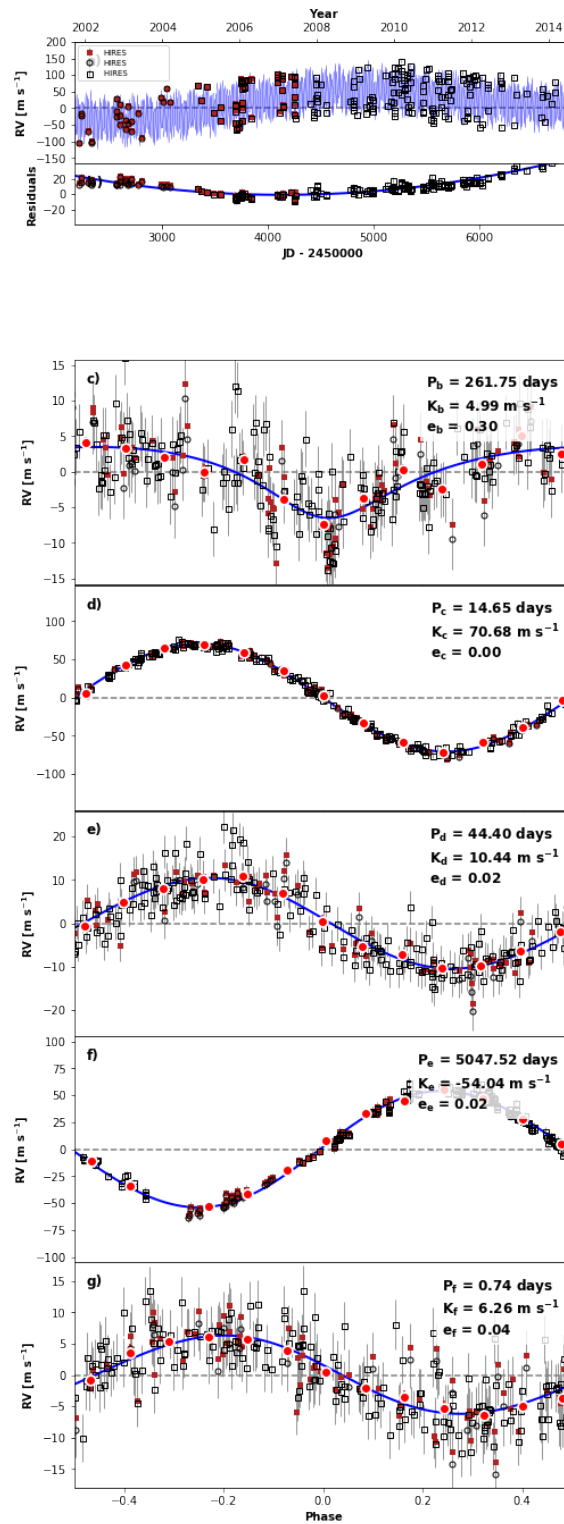 Year
2002 2004 2006 2007 2008 2010 2012 2014
RV [m s⁻¹]
200
150
100
50
0
−50
−100
−150
HIRES
HIRES
HIRES
Residuals
20
0
−20
3000 4000 5000 6000
JD - 2450000
c)
P_b = 261.75 days
K_b = 4.99 m s⁻¹
e_b = 0.30
RV [m s⁻¹]
15
10
5
0
−5
−10
−15
d)
P_c = 14.65 days
K_c = 70.68 m s⁻¹
e_c = 0.00
RV [m s⁻¹]
100
50
0
−50
−100
e)
P_d = 44.40 days
K_d = 10.44 m s⁻¹
e_d = 0.02
RV [m s⁻¹]
20
10
0
−10
−20
f)
P_e = 5047.52 days
K_e = -54.04 m s⁻¹
e_e = 0.02
RV [m s⁻¹]
100
75
50
25
0
−25
−50
−75
−100
g)
P_f = 0.74 days
K_f = 6.26 m s⁻¹
e_f = 0.04
RV [m s⁻¹]
15
10
5
0
−5
−10
−15
−0.4 −0.2 0.0 0.2 0.4
Phase